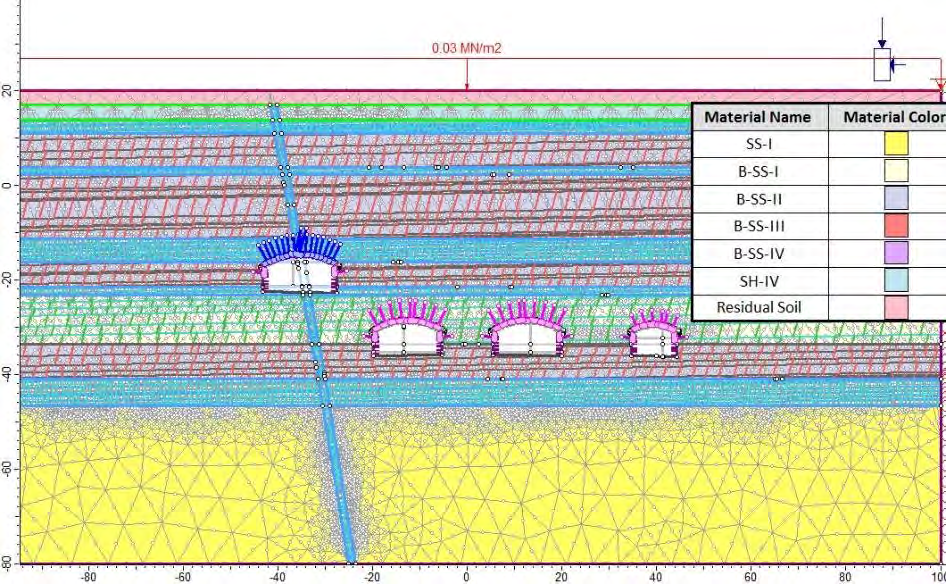 0.03 MN/m2
20
0
20
40
60
80
Material Name Material Color
SS-I
B-SS-I
B-SS-II
B-SS-III
B-SS-IV
SH-IV
Residual Soil
-80 -60 -40 -20 0 20 40 60 80